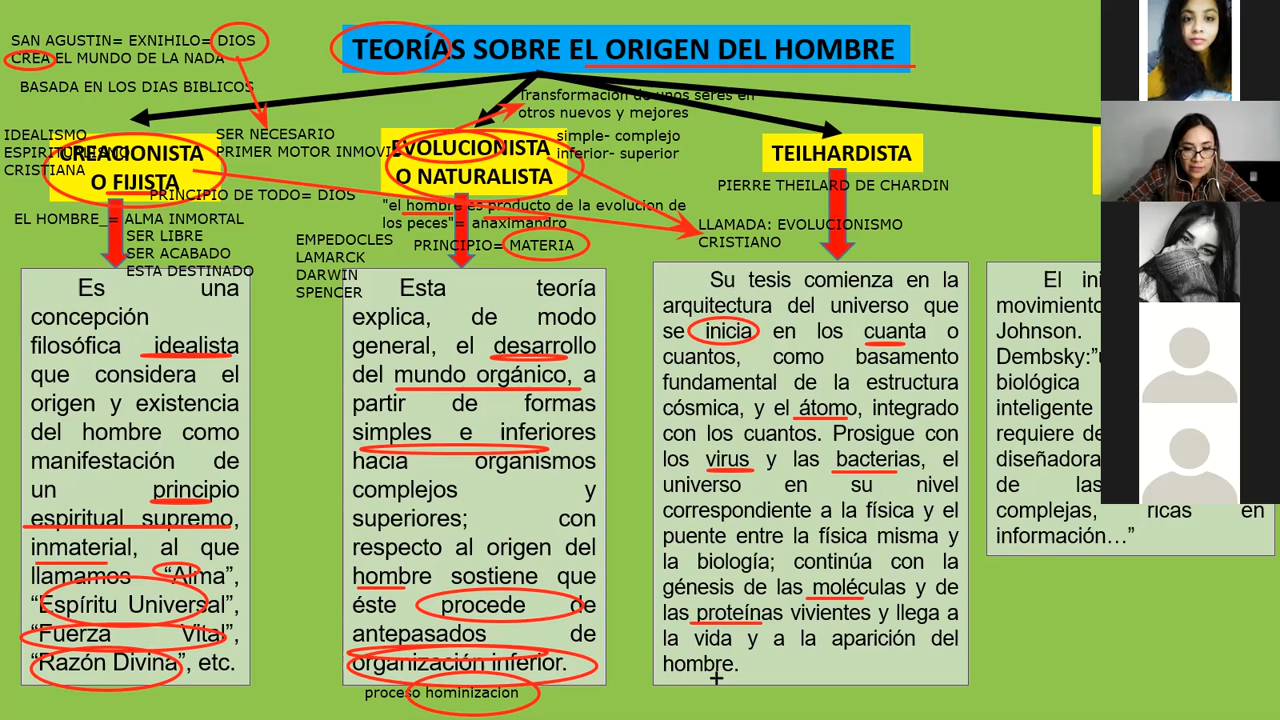 TEORÍAS SOBRE EL ORIGEN DEL HOMBRE
SAN AGUSTIN= EXNIHILO= DIOS
CREA EL MUNDO DE LA NADA
BASADA EN LOS DIAS BIBLICOS
IDEALISMO
ESPIRITUALISMO
CRISTIANA
SER NECESARIO
PRIMER MOTOR INMOVI
CREACIONISTA
O FIJISTA
PRINCIPIO DE TODO= DIOS
EL HOMBRE = ALMA INMORTAL
SER LIBRE
SER ACABADO
ESTA DESTINADO
Es una
concepción
filosófica idealista
que considera el
origen y existencia
del hombre como
manifestación de
un principio
espiritual supremo,
inmaterial, al que
llamamos “Alma”,
“Espíritu Universal”,
“Fuerza Vital”,
“Razón Divina”, etc.
Transformación de unos seres en
otros nuevos y mejores
simple- complejo
inferior- superior
EVOLUCIONISTA
O NATURALISTA
"el hombre es producto de la evolucion de
los peces"= anaximandro
PRINCIPIO= MATERIA
EMPEDOCLES
LAMARCK
DARWIN
SPENCER
Esta teoría
explica, de modo
general, el desarrollo
del mundo orgánico, a
partir de formas
simples e inferiores
hacia organismos
complejos y
superiores; con
respecto al origen del
hombre sostiene que
éste procede de
antepasados de
organización inferior.
proceso hominizacion
TEILHARDISTA
PIERRE THEILARD DE CHARDIN
LLAMADA: EVOLUCIONISMO
CRISTIANO
Su tesis comienza en la
arquitectura del universo que
se inicia en los cuanta o
cuantos, como basamento
fundamental de la estructura
cósmica, y el átomo, integrado
con los cuantos. Prosigue con
los virus y las bacterias, el
universo en su nivel
correspondiente a la física y el
puente entre la física misma y
la biología; continúa con la
génesis de las moléculas y de
las proteínas vivientes y llega a
la vida y a la aparición del
hombre.
El
movimiento
Johnson.
Dembsky:”
biológica
inteligente
requiere
diseñadora
de las
complejas, ricas en
información…”